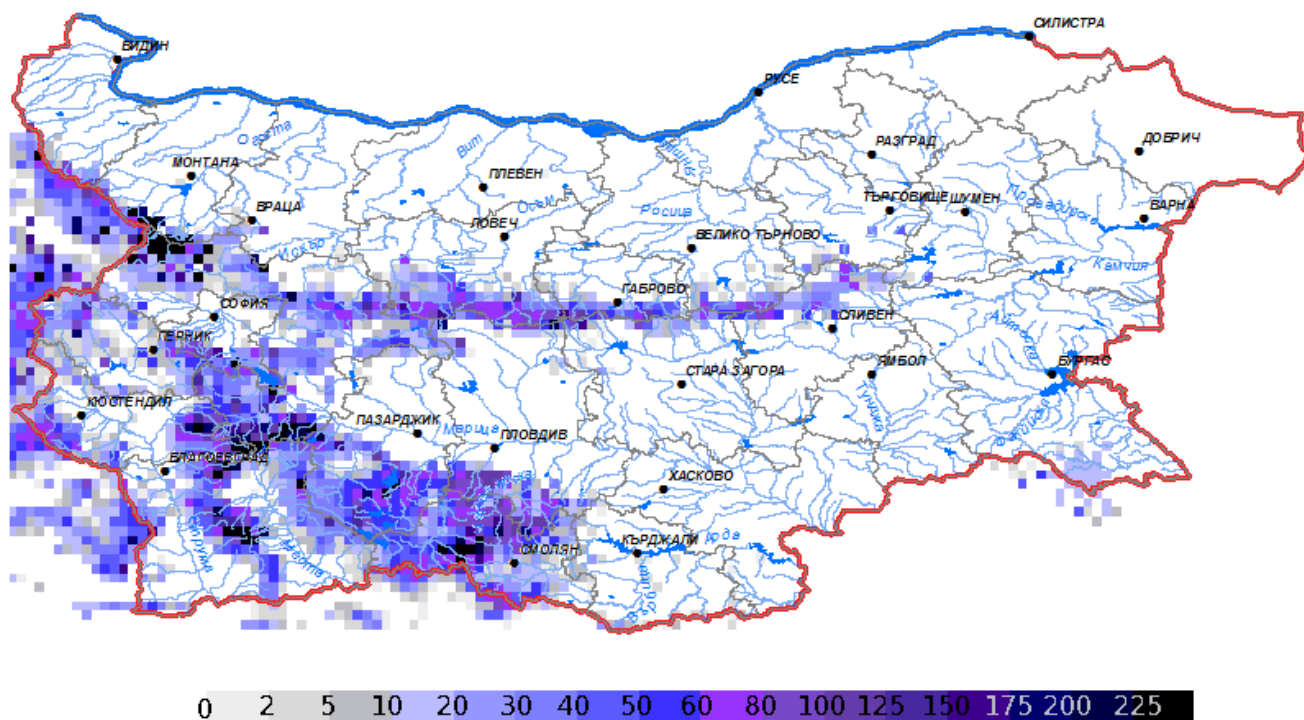 СИЛИСТРА
ВИДИН
РУСЕ
Огоста
РАЗГРАД
ДОБРИЧ
Вит
МОНТАНА
ПЛЕВЕН
ТЪРГОВИЩЕ
ШУМЕН
ВАРНА
ВРАЦА
Осем
Росица
ЛОВЕЧ
ВЕЛИКО ТЪРНОВО
Искър
Камчия
ГАБРОВО
СОФИЯ
СЛИВЕН
ПЕРНИК
ЯМБОЛ
БУРГАС
СТАРА ЗАГОРА
Тунджа
КЮСТЕНДИЛ
ПАЗАРДЖИК
Марица
ПЛОВДИВ
БЛАГОЕВГРАД
ХАСКОВО
КЪРДЖАЛИ
СМОЛЯН
Струма
Места
0 2 5 10 20 30 40 50 60 80 100 125 150 175 200 225